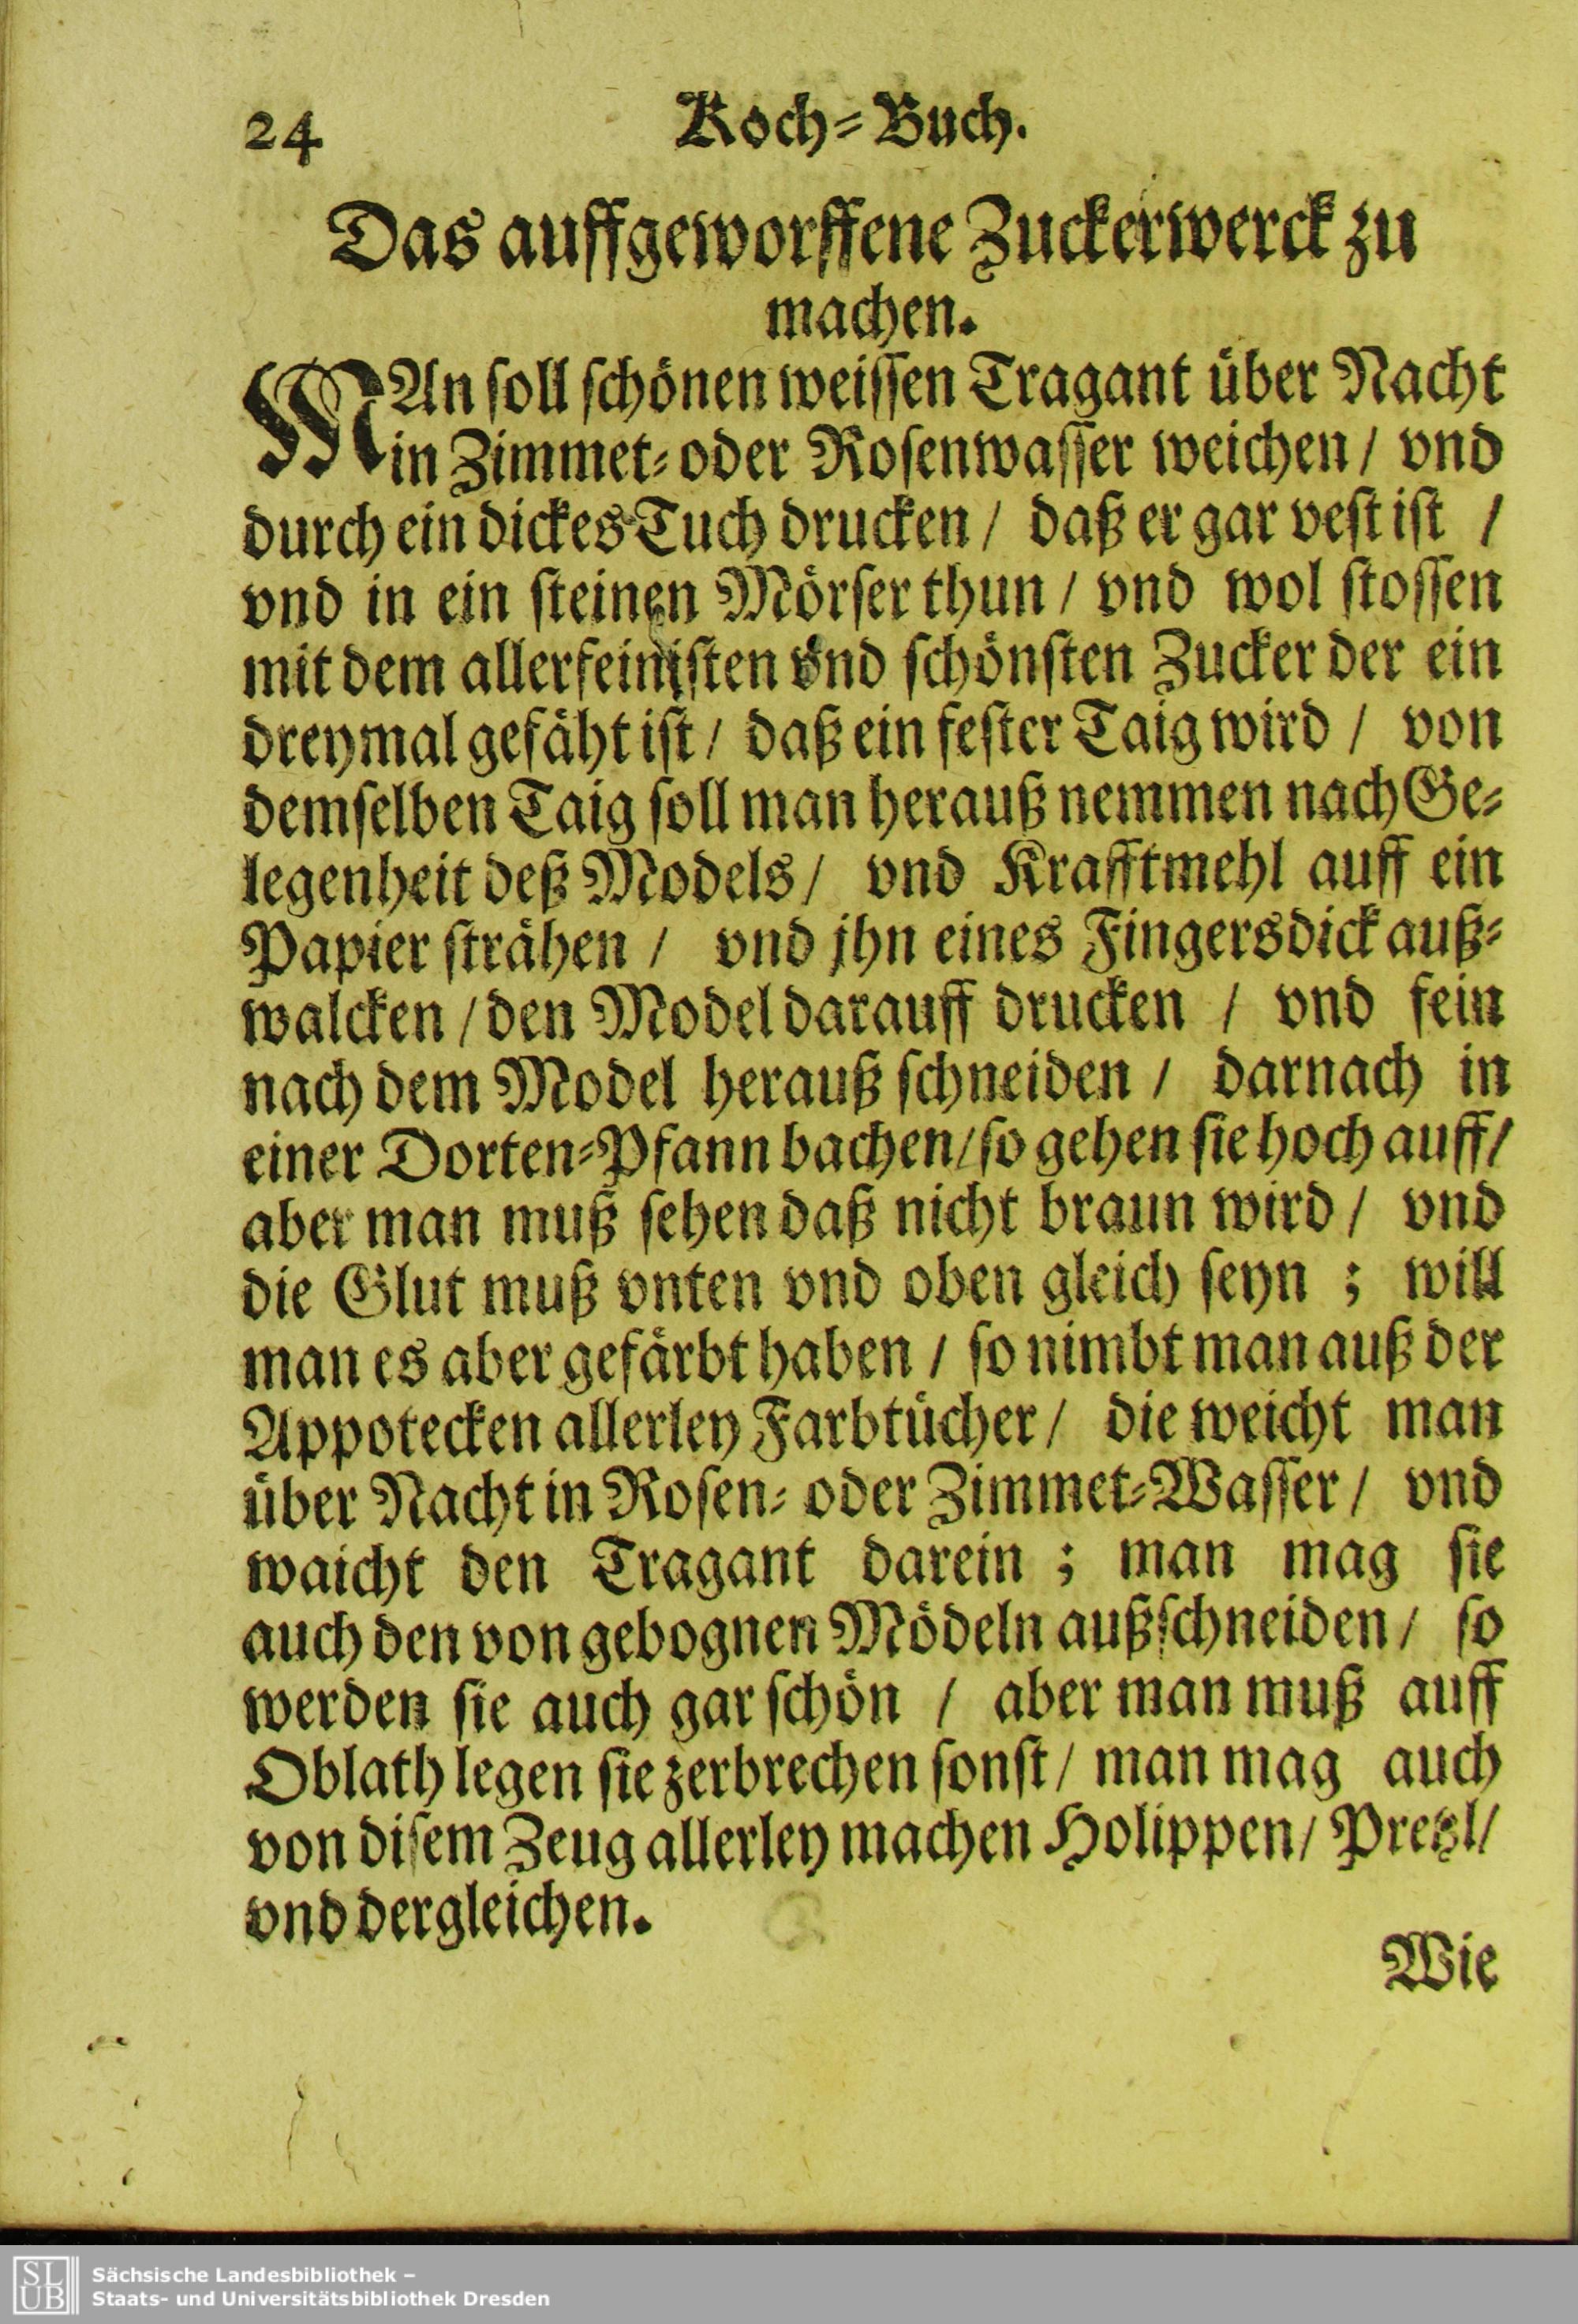 24 Koch-Buch.
Das auffgeworffene Zuckerwerck zu
machen.
MAn soll schönen weissen Tragant über Nacht
in Zimmet- oder Rosenwasser weichen / vnd
durch ein dickes Tuch drucken / daß er gar vest ist /
vnd in ein steinen Mörser thun / vnd wol stossen
mit dem allerfeinisten vnd schönsten Zucker der ein
dreymal gefäht ist / daß ein fester Taig wird / von
demselben Taig soll man herauß nemmen nach Ge-
legenheit deß Models / vnd Krafftmehl auff ein
Papier strähen / vnd jhn eines Fingersdick auß-
walcken / den Model darauff drucken / vnd fein
nach dem Model herauß schneiden / darnach in
einer Dorten-Pfann bachen / so gehen sie hoch auff /
aber man muß sehen daß nicht braun wird / vnd
die Glut muß vnten vnd oben gleich seyn ; will
man es aber gefärbt haben / so nimbt man auß der
Appotecken allerley Farbtücher / die weicht man
über Nacht in Rosen- oder Zimmet-Wasser / vnd
waicht den Tragant darein ; man mag sie
auch den von gebognen Mödeln außschneiden / so
werden sie auch gar schön / aber man muß auff
Oblath legen sie zerbrechen sonst / man mag auch
von disem Zeug allerley machen Holippen / Pretzl /
vnd dergleichen.
Wie
SLUB Sächsische Landesbibliothek –
Staats- und Universitätsbibliothek Dresden